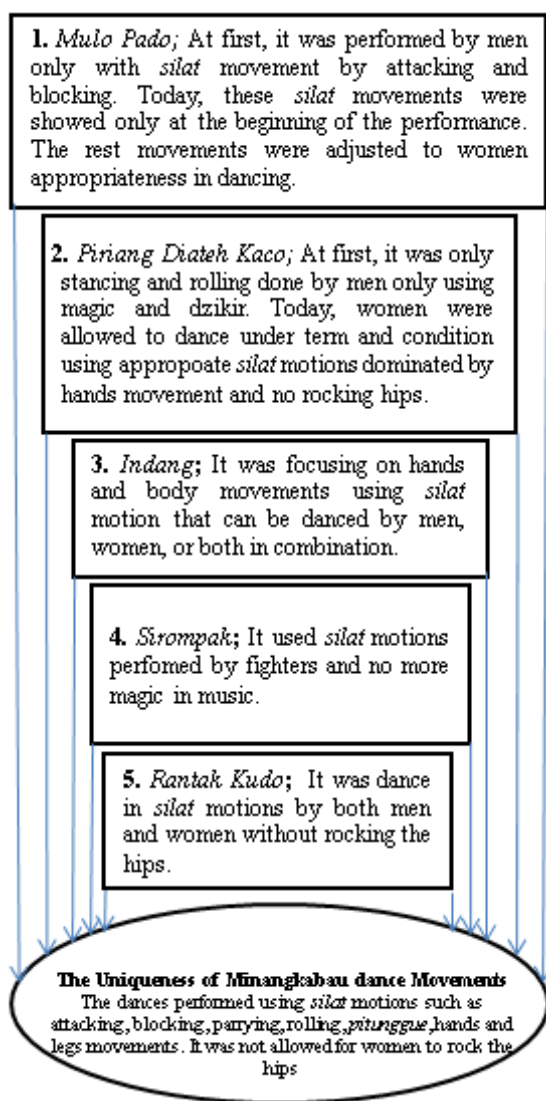 1. Mulo Pado; At first, it was performed by men
only with silat movement by attacking and
blocking. Today, these silat movements were
showed only at the beginning of the performance.
The rest movements were adjusted to women
appropriateness in dancing.
2. Piriang Diateh Kaco; At first, it was only
stancing and rolling done by men only using
magic and dzikir. Today, women were
allowed to dance under term and condition
using appropoate silat motions dominated by
hands movement and no rocking hips.
3. Indang; It was focusing on hands
and body movements using silat
motion that can be danced by men,
women, or both in combination.
4. Sirompak; It used silat motions
perfomed by fighters and no more
magic in music.
5. Rantak Kudo; It was dance
in silat motions by both men
and women without rocking the
hips.
The Uniqueness of Minangkabau dance Movements
The dances performed using silat motions such as
attacking, blocking, parrying, rolling, pitunggue, hands and
legs movements. It was not allowed for women to rock the
hips